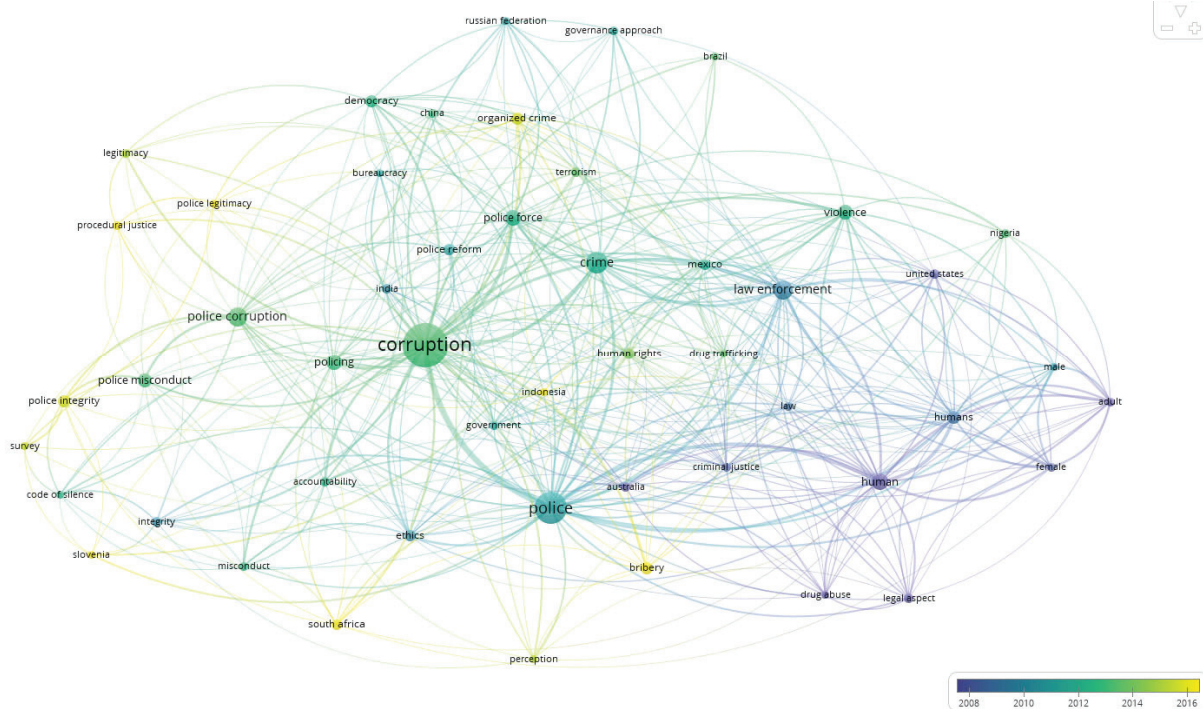 russian federation
governance approach
brazil
democracy
china
organized crime
legitimacy
bureaucracy
terrorism
police legitimacy
procedural justice
police force
violence
nigeria
police reform
crime
mexico
united states
india
law enforcement
police corruption
corruption
policing
human rights
drug trafficking
male
police misconduct
police integrity
indonesia
law
adult
humans
government
survey
criminal justice
female
code of silence
accountability
australia
human
integrity
police
ethics
slovenia
misconduct
bribery
drug abuse
legal aspect
south africa
perception
2008 2010 2012 2014 2016